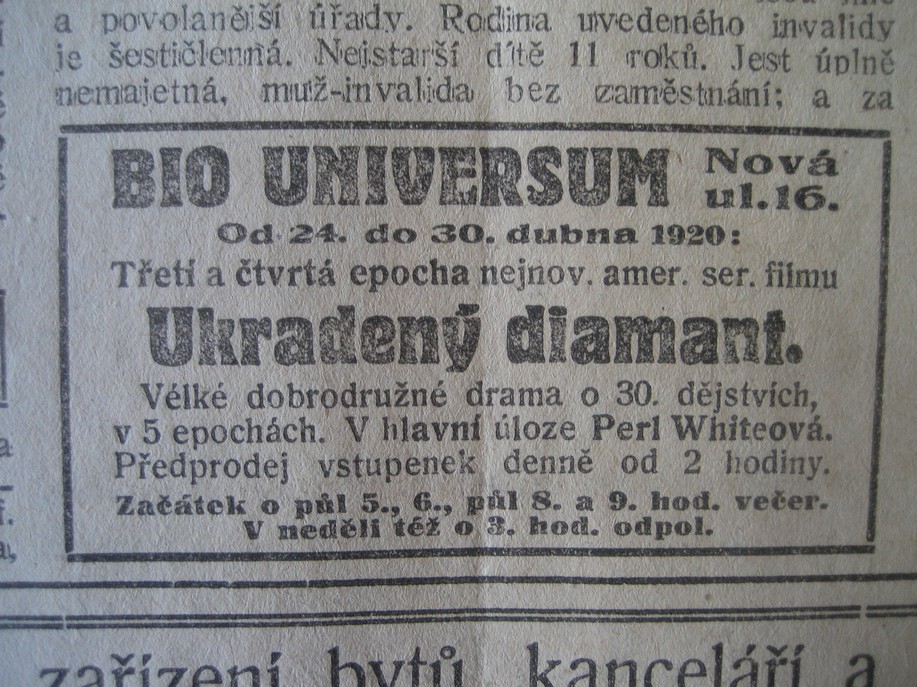 a povolanější úřady. Rodina uvedeného invalidy
je šestičlenná. Nejstarší dítě 11 roků. Jest úplně
nemajetná, muž-invalida bez zaměstnání; a za
BIO UNIVERSUM Nová
ul. 16.
Od 24. do 30. dubna 1920:
Třetí a čtvrtá epocha nejnov. amer. ser. filmu
Ukradený diamant.
Vélké dobrodružné drama o 30. dějstvích,
v 5 epochách. V hlavní úloze Perl Whiteová.
Předprodej vstupenek denně od 2 hodiny.
Začátek o půl 5., 6., půl 8. a 9. hod. večer.
V neděli též o 3. hod. odpol.
zařízení bytů, kanceláří a